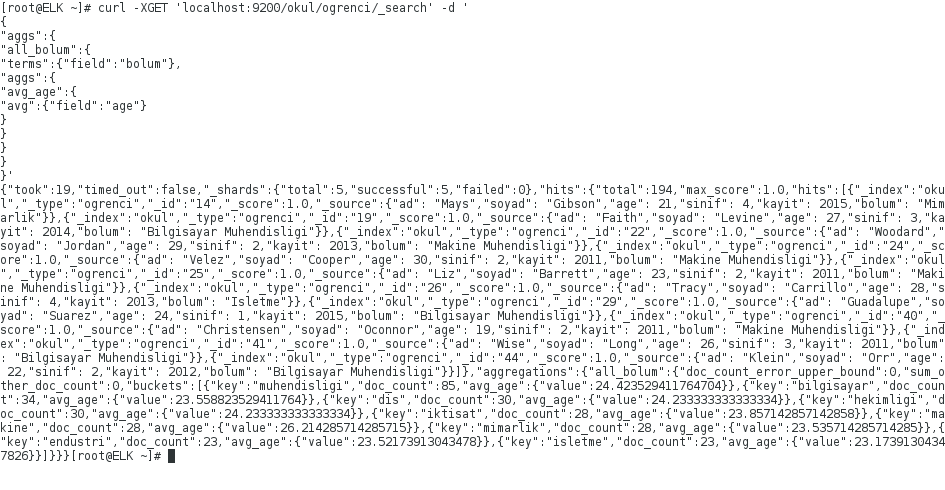 [root@ELK ~]# curl -XGET 'localhost:9200/okul/ogrenci/_search' -d '
{
"aggs":{
"all_bolum":{
"terms":{"field":"bolum"},
"aggs":{
"avg_age":{
"avg":{"field":"age"}
}
}
}
}
}'
{"took":19,"timed_out":false,"_shards":{"total":5,"successful":5,"failed":0},"hits":{"total":194,"max_score":1.0,"hits":[{"_index":"oku
l","_type":"ogrenci","_id":"14","_score":1.0,"_source":{"ad": "Mays","soyad": "Gibson","age": 21,"sinif": 4,"kayit": 2015,"bolum": "Mim
arlik"}},{"_index":"okul","_type":"ogrenci","_id":"19","_score":1.0,"_source":{"ad": "Faith","soyad": "Levine","age": 27,"sinif": 3,"ka
yit": 2014,"bolum": "Bilgisayar Muhendisligi"}},{"_index":"okul","_type":"ogrenci","_id":"22","_score":1.0,"_source":{"ad": "Woodard","
soyad": "Jordan","age": 29,"sinif": 2,"kayit": 2013,"bolum": "Makine Muhendisligi"}},{"_index":"okul","_type":"ogrenci","_id":"24","_sc
ore":1.0,"_source":{"ad": "Velez","soyad": "Cooper","age": 30,"sinif": 2,"kayit": 2011,"bolum": "Makine Muhendisligi"}},{"_index":"okul
","_type":"ogrenci","_id":"25","_score":1.0,"_source":{"ad": "Liz","soyad": "Barrett","age": 23,"sinif": 2,"kayit": 2011,"bolum": "Maki
ne Muhendisligi"}},{"_index":"okul","_type":"ogrenci","_id":"26","_score":1.0,"_source":{"ad": "Tracy","soyad": "Carrillo","age": 28,"s
inif": 4,"kayit": 2013,"bolum": "Isletme"}},{"_index":"okul","_type":"ogrenci","_id":"29","_score":1.0,"_source":{"ad": "Guadalupe","so
yad": "Suarez","age": 24,"sinif": 1,"kayit": 2015,"bolum": "Bilgisayar Muhendisligi"}},{"_index":"okul","_type":"ogrenci","_id":"40","_
score":1.0,"_source":{"ad": "Christensen","soyad": "Oconnor","age": 19,"sinif": 2,"kayit": 2011,"bolum": "Makine Muhendisligi"}},{"_ind
ex":"okul","_type":"ogrenci","_id":"41","_score":1.0,"_source":{"ad": "Wise","soyad": "Long","age": 26,"sinif": 3,"kayit": 2011,"bolum"
: "Bilgisayar Muhendisligi"}},{"_index":"okul","_type":"ogrenci","_id":"44","_score":1.0,"_source":{"ad": "Klein","soyad": "Orr","age":
 22,"sinif": 2,"kayit": 2012,"bolum": "Bilgisayar Muhendisligi"}}]},"aggregations":{"all_bolum":{"doc_count_error_upper_bound":0,"sum_o
ther_doc_count":0,"buckets":[{"key":"muhendisligi","doc_count":85,"avg_age":{"value":24.423529411764704}},{"key":"bilgisayar","doc_coun
t":34,"avg_age":{"value":23.558823529411764}},{"key":"dis","doc_count":30,"avg_age":{"value":24.233333333333334}},{"key":"hekimligi","d
oc_count":30,"avg_age":{"value":24.233333333333334}},{"key":"iktisat","doc_count":28,"avg_age":{"value":23.857142857142858}},{"key":"ma
kine","doc_count":28,"avg_age":{"value":26.214285714285715}},{"key":"mimarlik","doc_count":28,"avg_age":{"value":23.535714285714285}},{
"key":"endustri","doc_count":23,"avg_age":{"value":23.52173913043478}},{"key":"isletme","doc_count":23,"avg_age":{"value":23.1739130434
7826}}]}}}[root@ELK ~]#